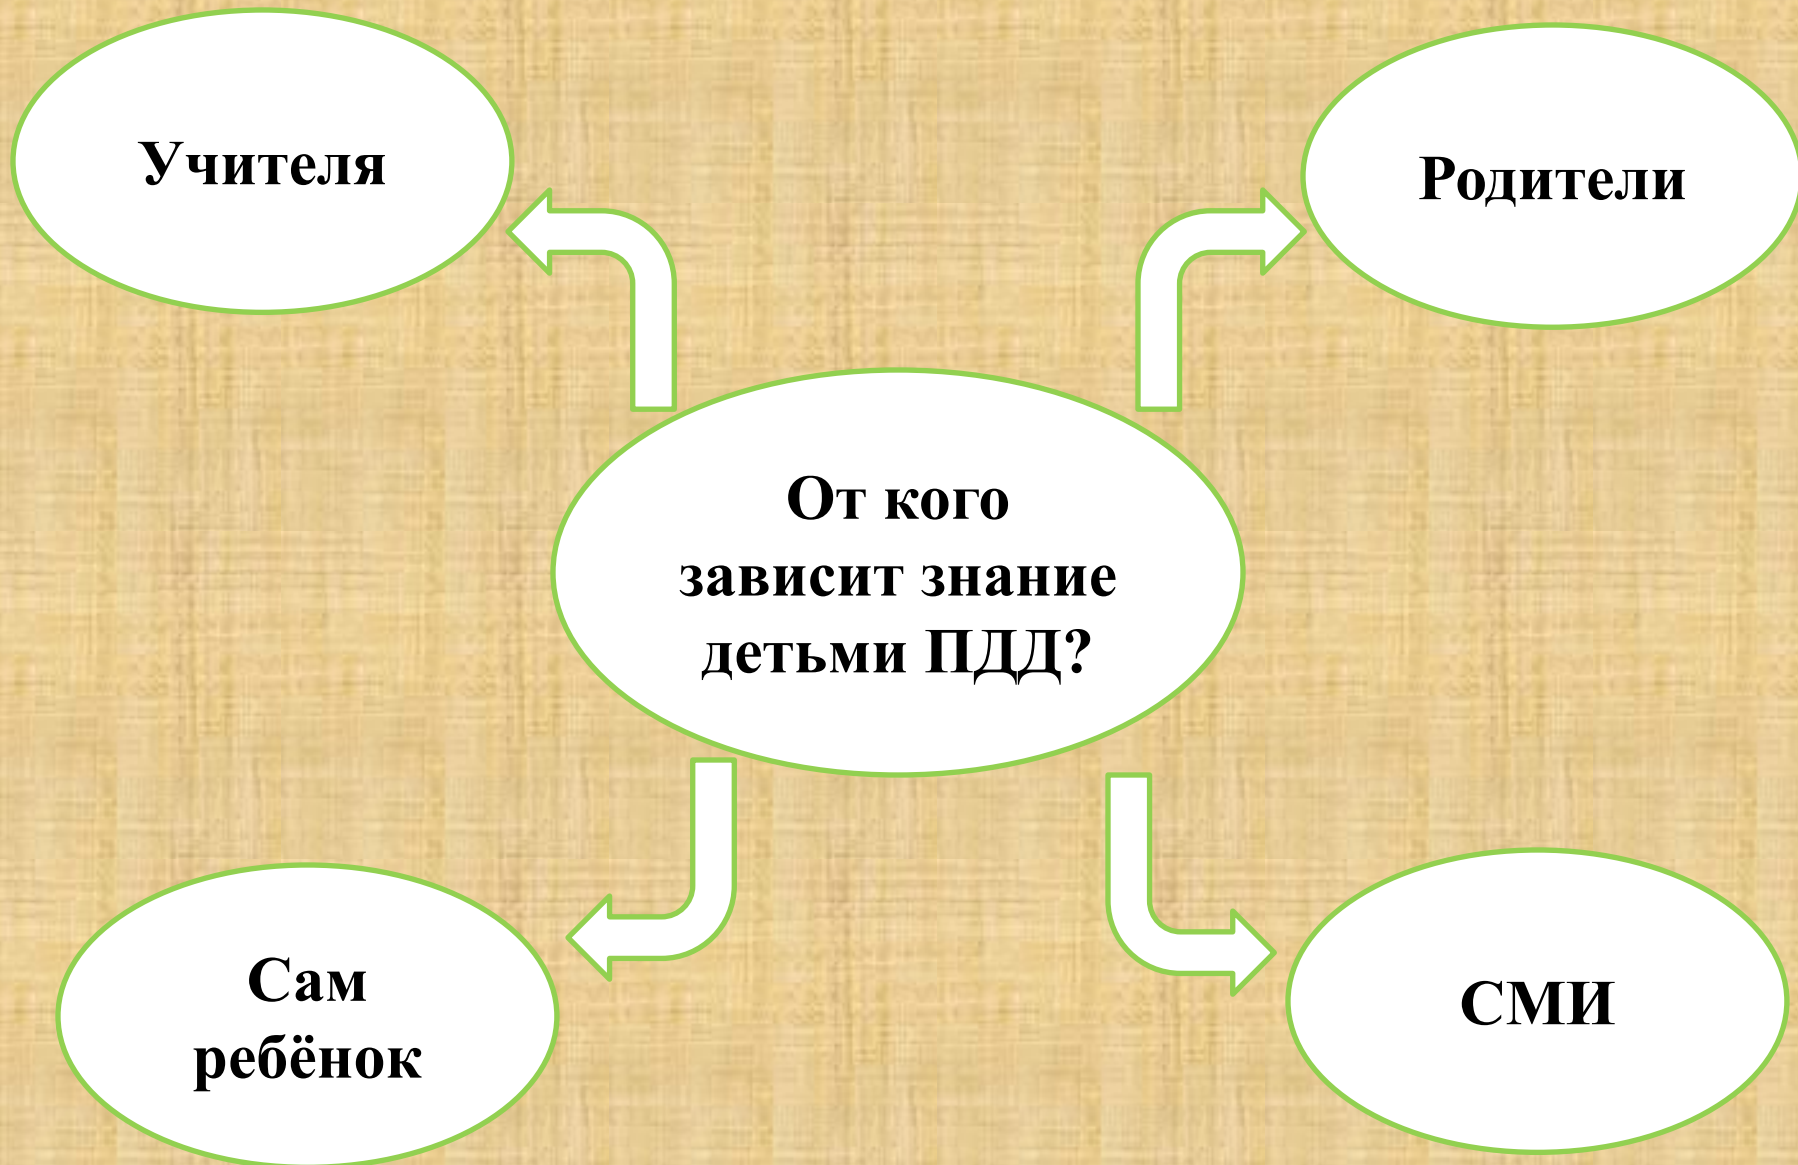 Учителя
Родители
От кого
зависит знание
детьми ПДД?
Сам
ребёнок
СМИ